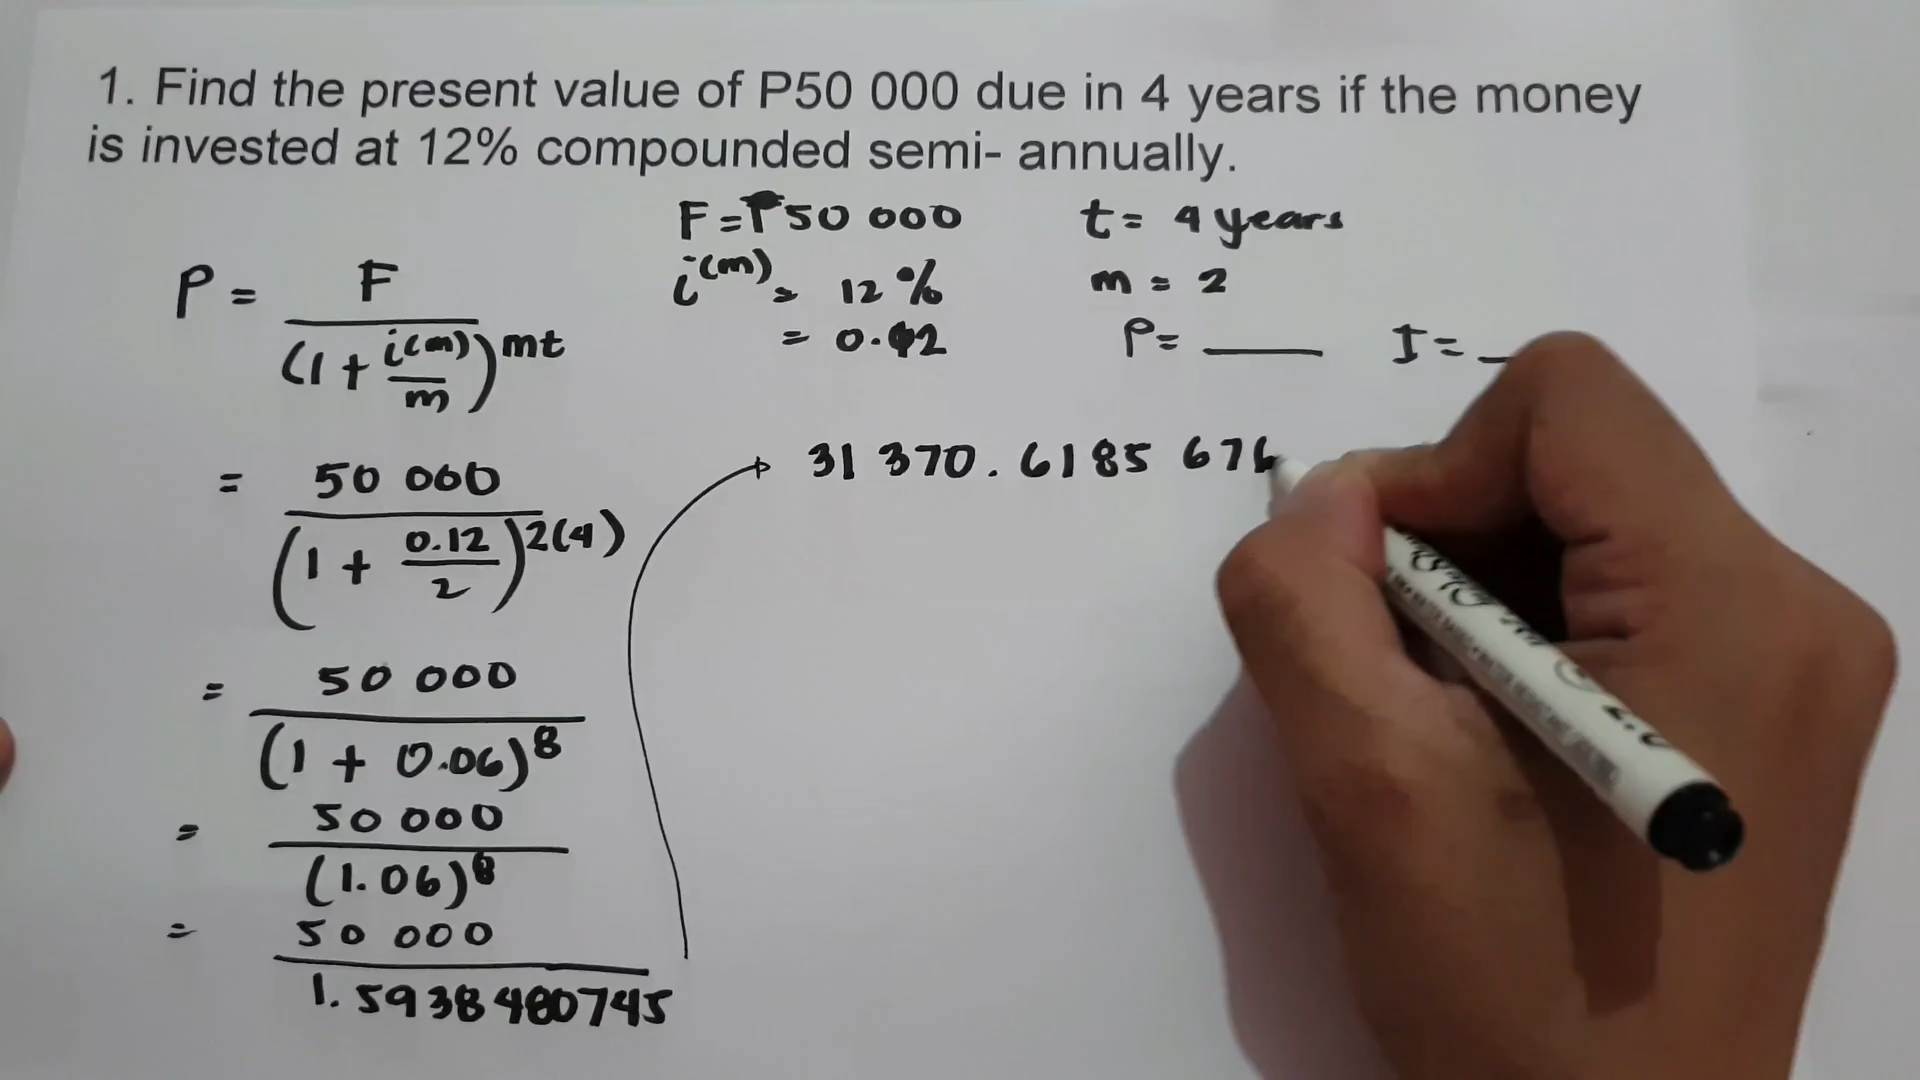 1. Find the present value of P50 000 due in 4 years if the money
is invested at 12% compounded semi- annually.
F = P50 000
t = 4 years
i^(m) = 12 %
m = 2
= 0.12
P = ____
I = _
P = F / (1 + i^(m)/m)^mt
= 50 000 / (1 + 0.12/2)^2(4)
31 370.6185 676
= 50 000 / (1 + 0.06)^8
= 50 000 / (1.06)^8
= 50 000 / 1.5938480745